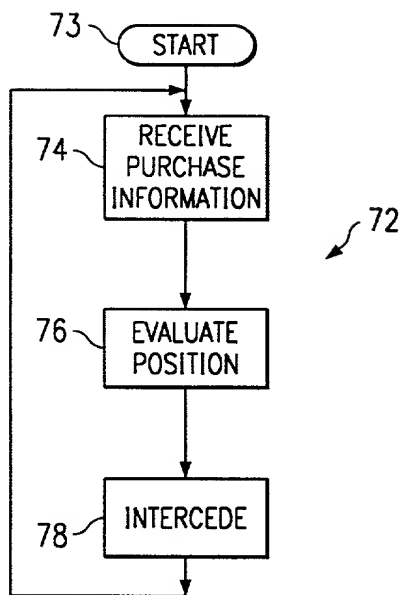 73
START
74
RECEIVE
PURCHASE
INFORMATION
72
76
EVALUATE
POSITION
78
INTERCEDE